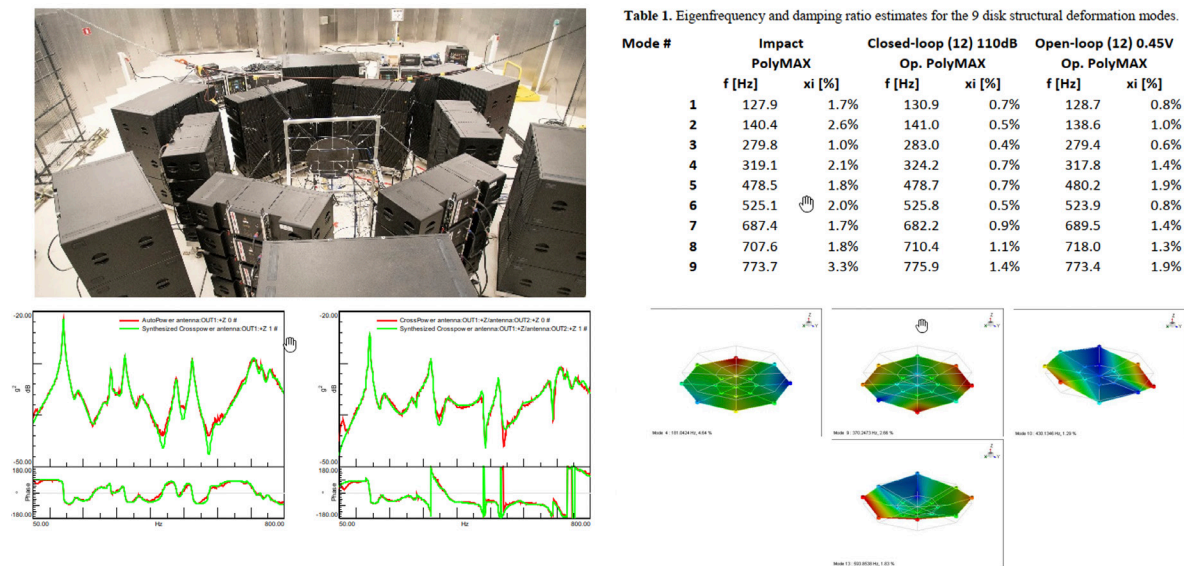 Table 1. Eigenfrequency and damping ratio estimates for the 9 disk structural deformation modes.
Mode # Impact Closed-loop (12) 110dB Open-loop (12) 0.45V
PolyMAX Op. PolyMAX Op. PolyMAX
f [Hz] xi [%] f [Hz] xi [%] f [Hz] xi [%]
1 127.9 1.7% 130.9 0.7% 128.7 0.8%
2 140.4 2.6% 141.0 0.5% 138.6 1.0%
3 279.8 1.0% 283.0 0.4% 279.4 0.6%
4 319.1 2.1% 324.2 0.7% 317.8 1.4%
5 478.5 1.8% 478.7 0.7% 480.2 1.9%
6 525.1 2.0% 525.8 0.5% 523.9 0.8%
7 687.4 1.7% 682.2 0.9% 689.5 1.4%
8 707.6 1.8% 710.4 1.1% 718.0 1.3%
9 773.7 3.3% 775.9 1.4% 773.4 1.9%
-20.00
AutoPower antenna:OUT1:+Z 0 #
Synthesized Crosspower antenna:OUT1:+Z 1 #
g² dB
-50.00
180.00
Phase °
-180.00
50.00 Hz 800.00
-20.00
CrossPower antenna:OUT1:+Z/antenna:OUT2:+Z 0 #
Synthesized Crosspower antenna:OUT1:+Z/antenna:OUT2:+Z 1 #
g² dB
-50.00
180.00
Phase °
-180.00
50.00 Hz 800.00